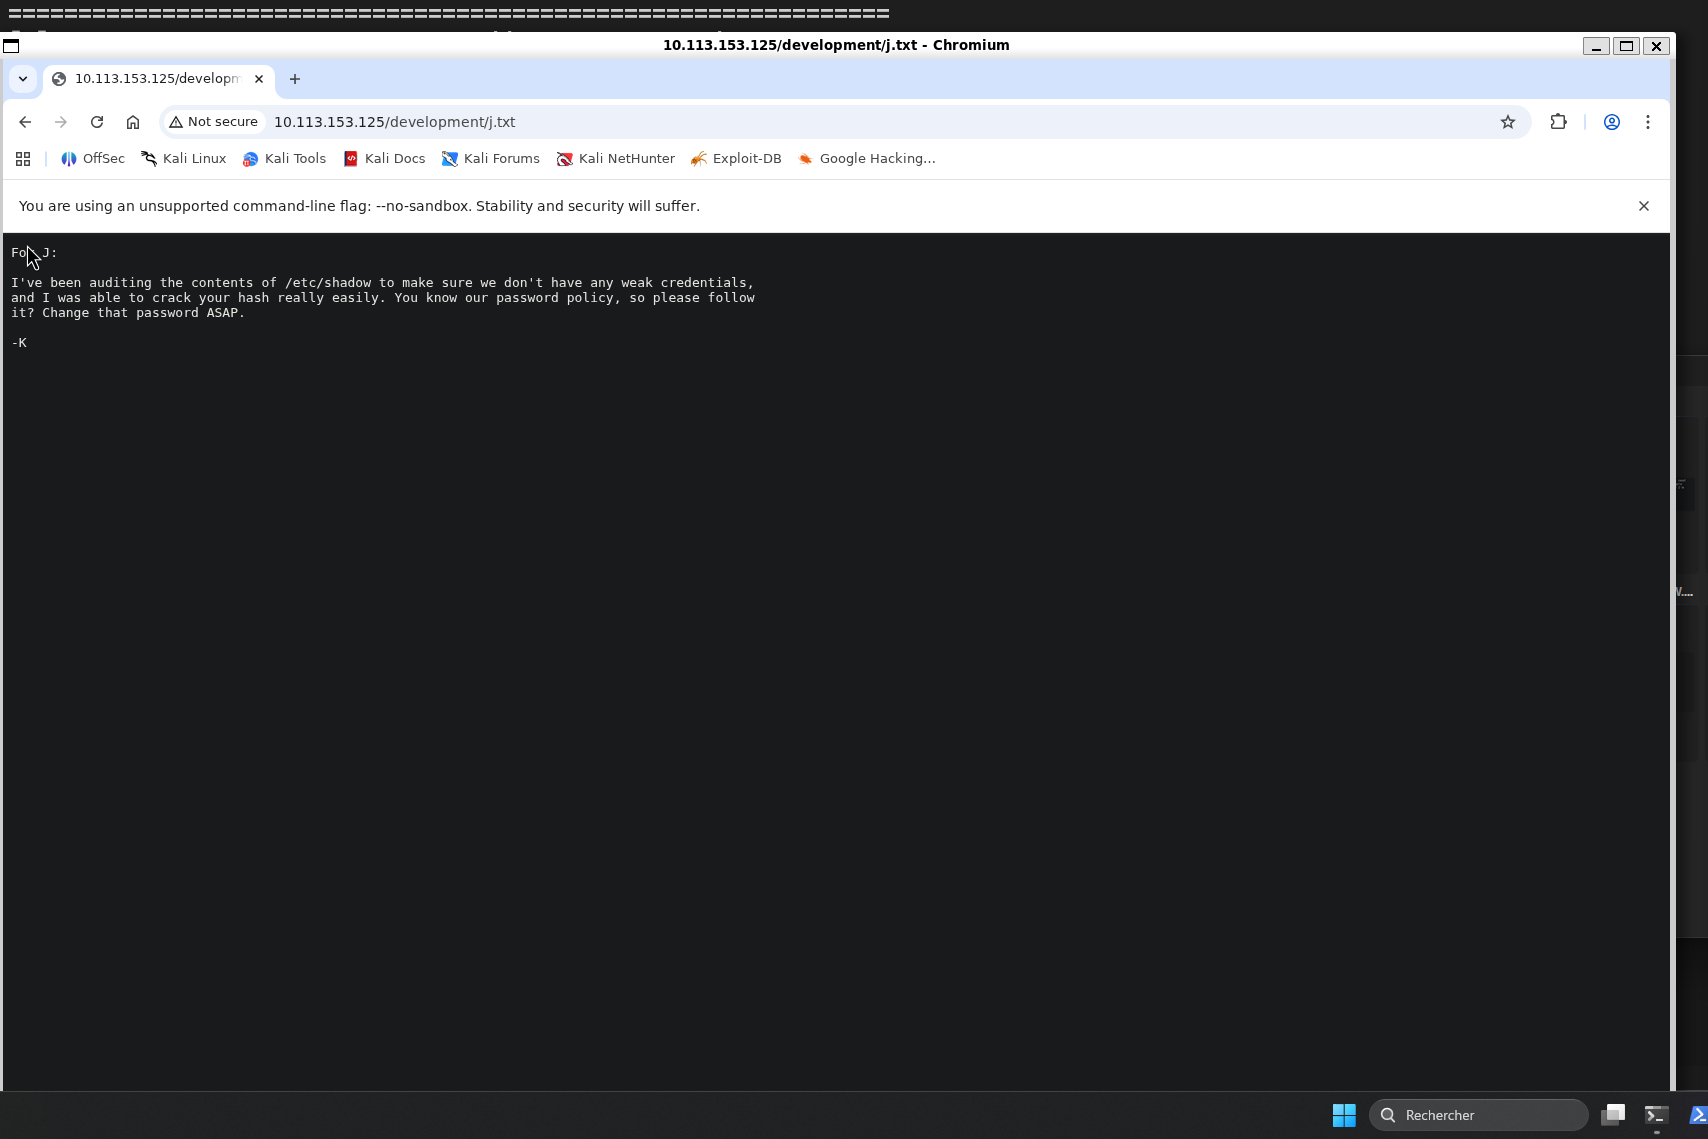 ================================================================
10.113.153.125/development/j.txt - Chromium
10.113.153.125/developm
Not secure
10.113.153.125/development/j.txt
OffSec
Kali Linux
Kali Tools
Kali Docs
Kali Forums
Kali NetHunter
Exploit-DB
Google Hacking...
You are using an unsupported command-line flag: --no-sandbox. Stability and security will suffer.
For J:
I've been auditing the contents of /etc/shadow to make sure we don't have any weak credentials,
and I was able to crack your hash really easily. You know our password policy, so please follow
it? Change that password ASAP.
-K
Rechercher